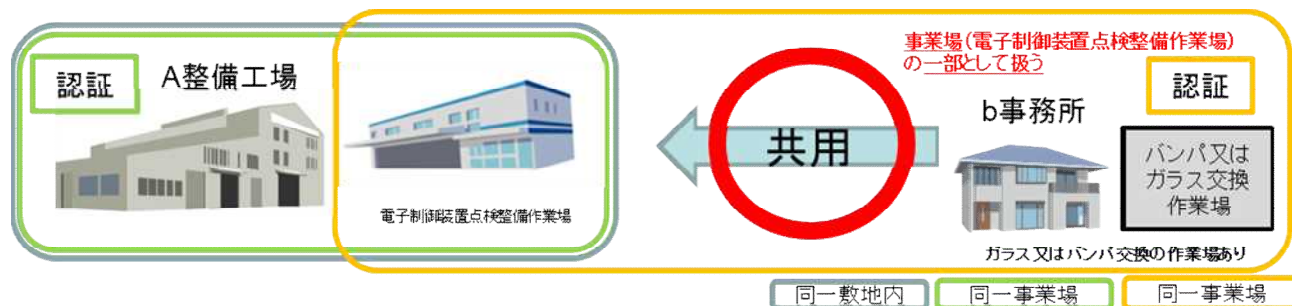 認証
A整備工場
電子制御装置点検整備作業場
共用
事業場(電子制御装置点検整備作業場)
の一部として扱う
認証
b事務所
バンパ又は
ガラス交換
作業場
ガラス又はバンパ交換の作業場あり
同一敷地内
同一事業場
同一事業場